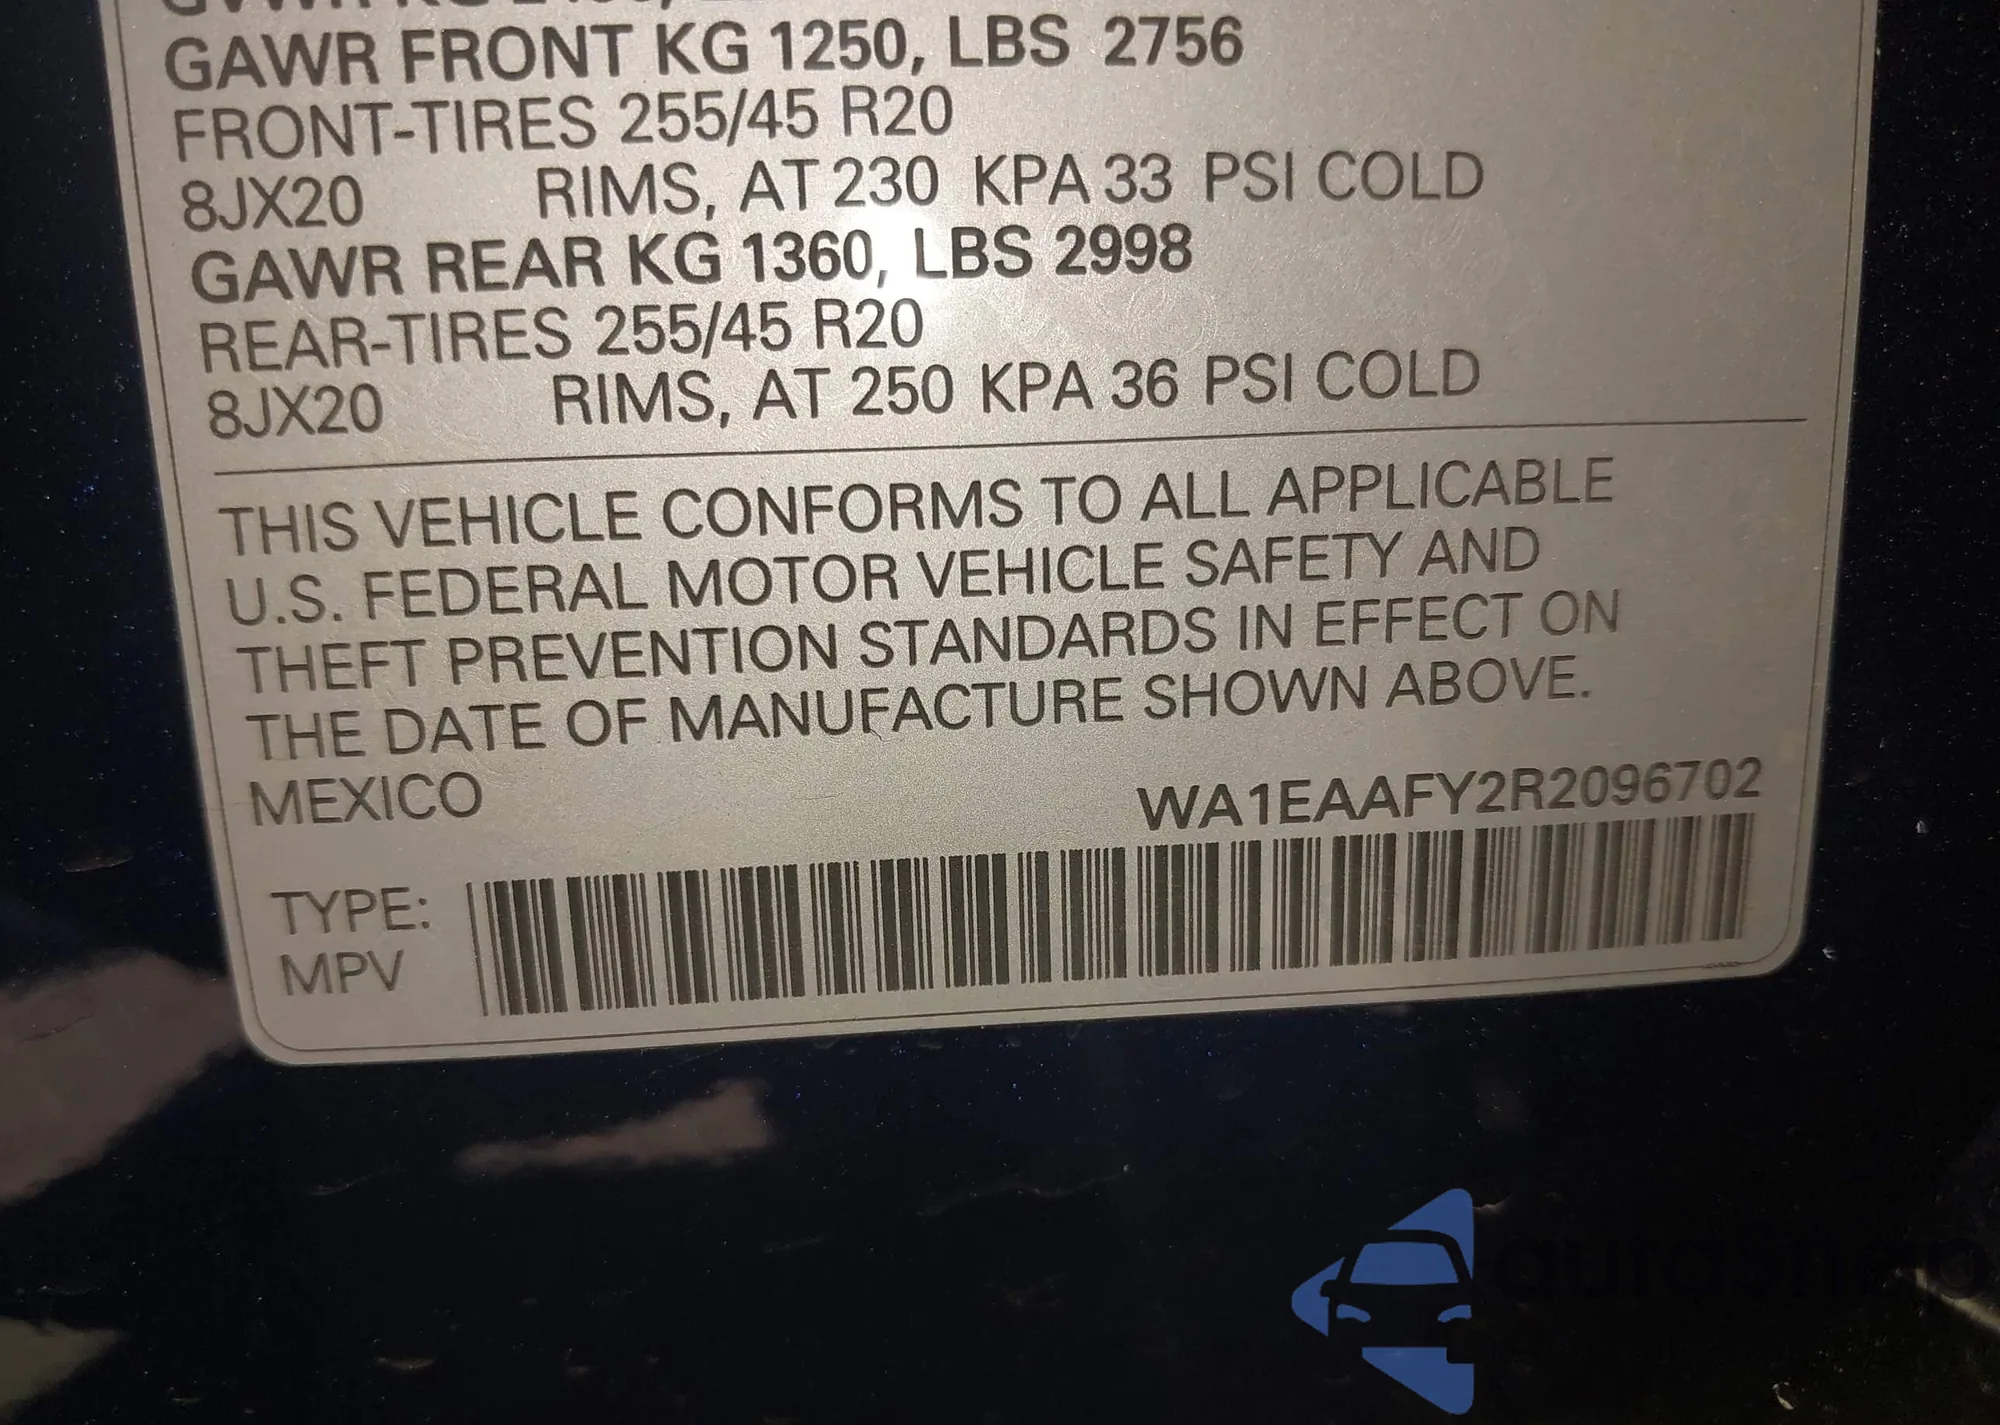 GAWR FRONT KG 1250, LBS 2756
FRONT-TIRES 255/45 R20
8JX20 RIMS, AT 230 KPA 33 PSI COLD
GAWR REAR KG 1360, LBS 2998
REAR-TIRES 255/45 R20
8JX20 RIMS, AT 250 KPA 36 PSI COLD
THIS VEHICLE CONFORMS TO ALL APPLICABLE
U.S. FEDERAL MOTOR VEHICLE SAFETY AND
THEFT PREVENTION STANDARDS IN EFFECT ON
THE DATE OF MANUFACTURE SHOWN ABOVE.
MEXICO WA1EAAFY2R2096702
TYPE:
MPV